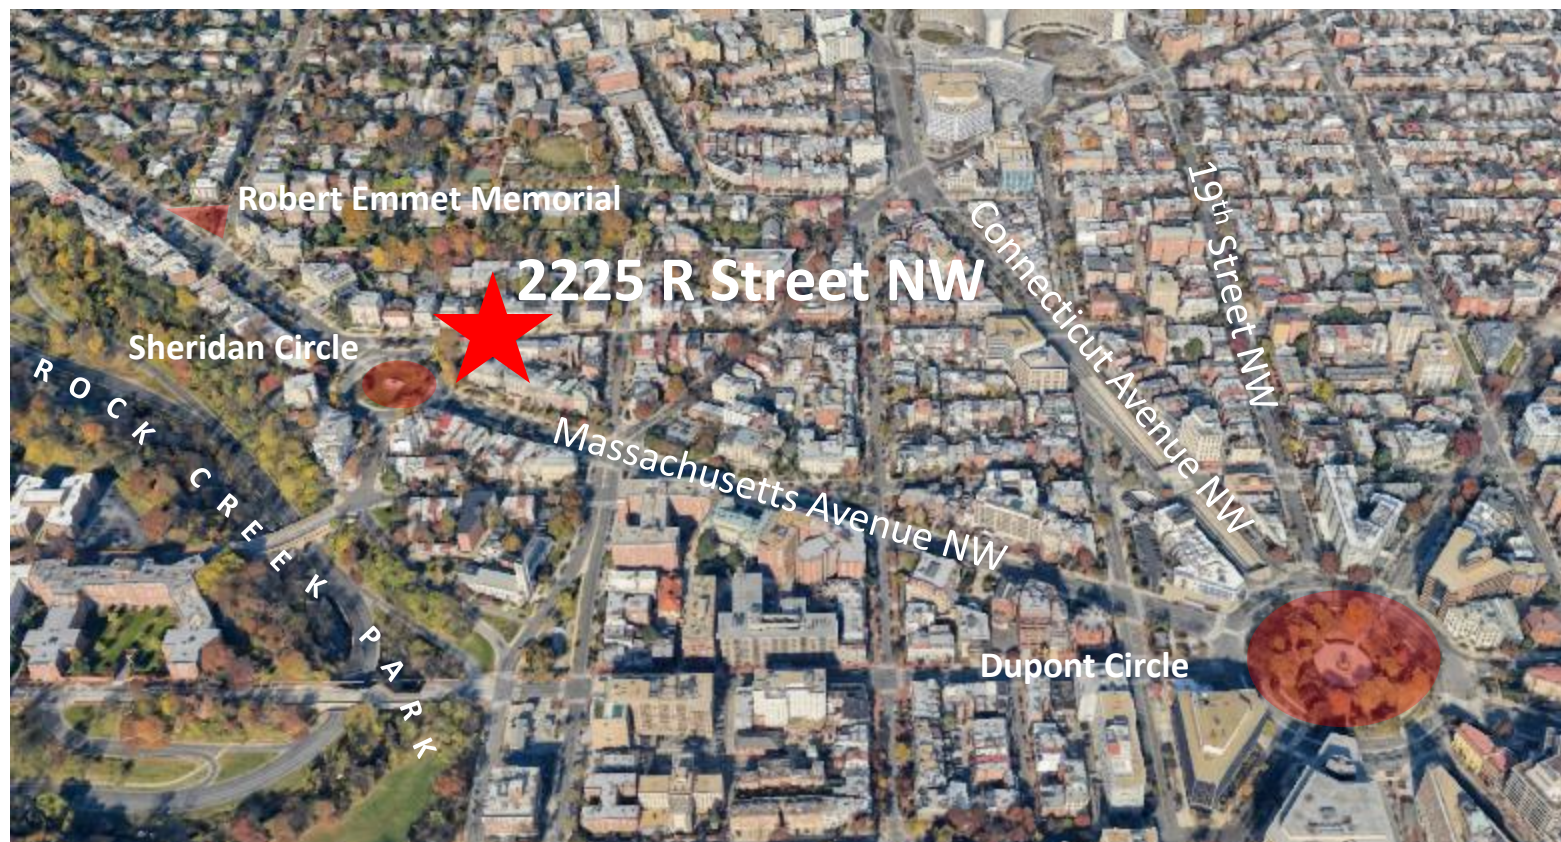 Robert Emmet Memorial
2225 R Street NW
Sheridan Circle
ROCK CREEK PARK
Massachusetts Avenue NW
Connecticut Avenue NW
19th Street NW
Dupont Circle